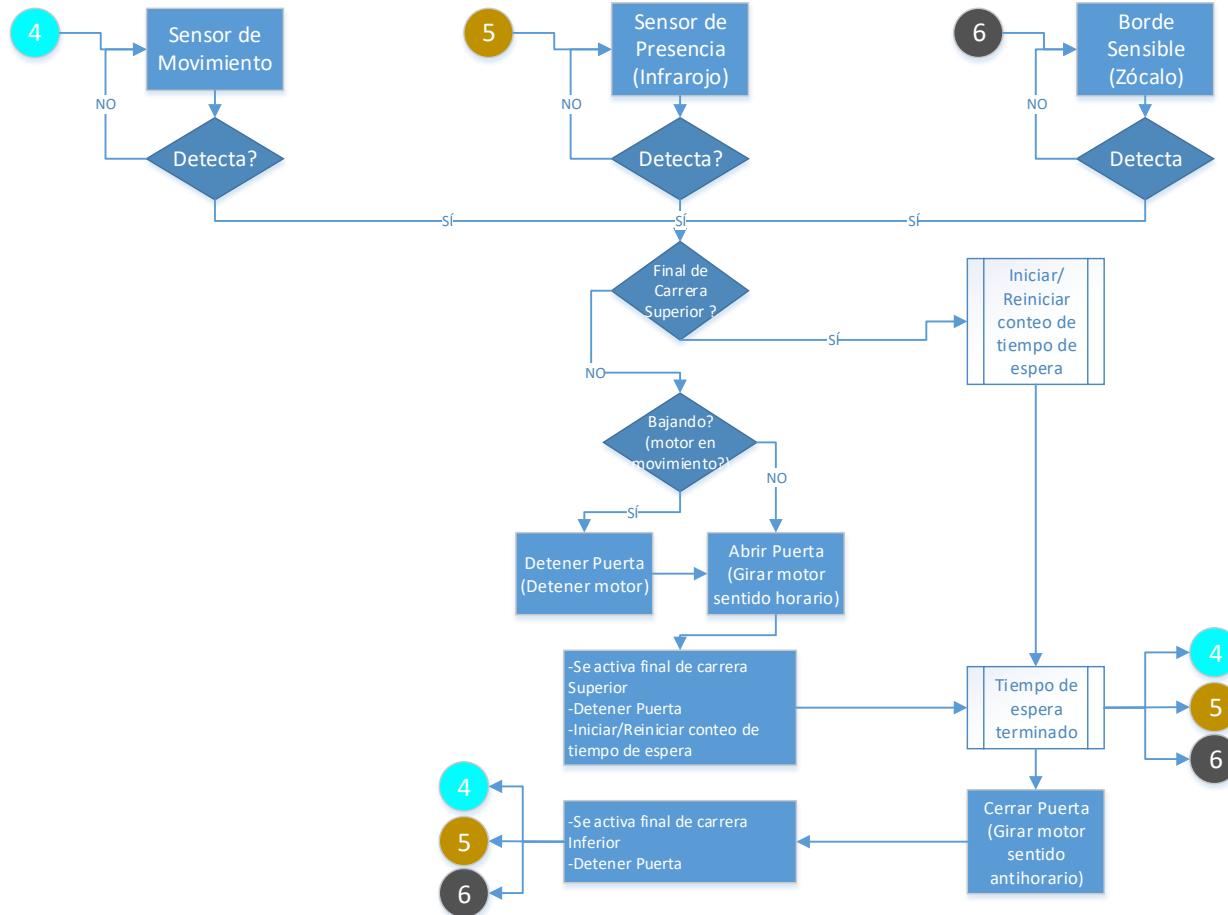 4
Sensor de
Movimiento
5
Sensor de
Presencia
(Infrarojo)
6
Borde
Sensible
(Zócalo)
NO
NO
NO
Detecta?
Detecta?
Detecta
SÍ
SÍ
SÍ
Final de
Carrera
Superior ?
Iniciar/
Reiniciar
conteo de
tiempo de
espera
SÍ
NO
Bajando?
(motor en
movimiento?)
NO
SÍ
Detener Puerta
(Detener motor)
Abrir Puerta
(Girar motor
sentido horario)
-Se activa final de carrera
Superior
-Detener Puerta
-Iniciar/Reiniciar conteo de
tiempo de espera
Tiempo de
espera
terminado
4
5
6
4
5
6
-Se activa final de carrera
Inferior
-Detener Puerta
Cerrar Puerta
(Girar motor
sentido
antihorario)